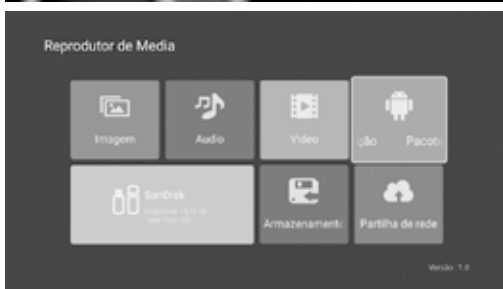 Reprodutor de Media
Imagem
Audio
Video
ção Pacot
SanDisk
Armazenament
Partilha de rede
Versão: 1.0